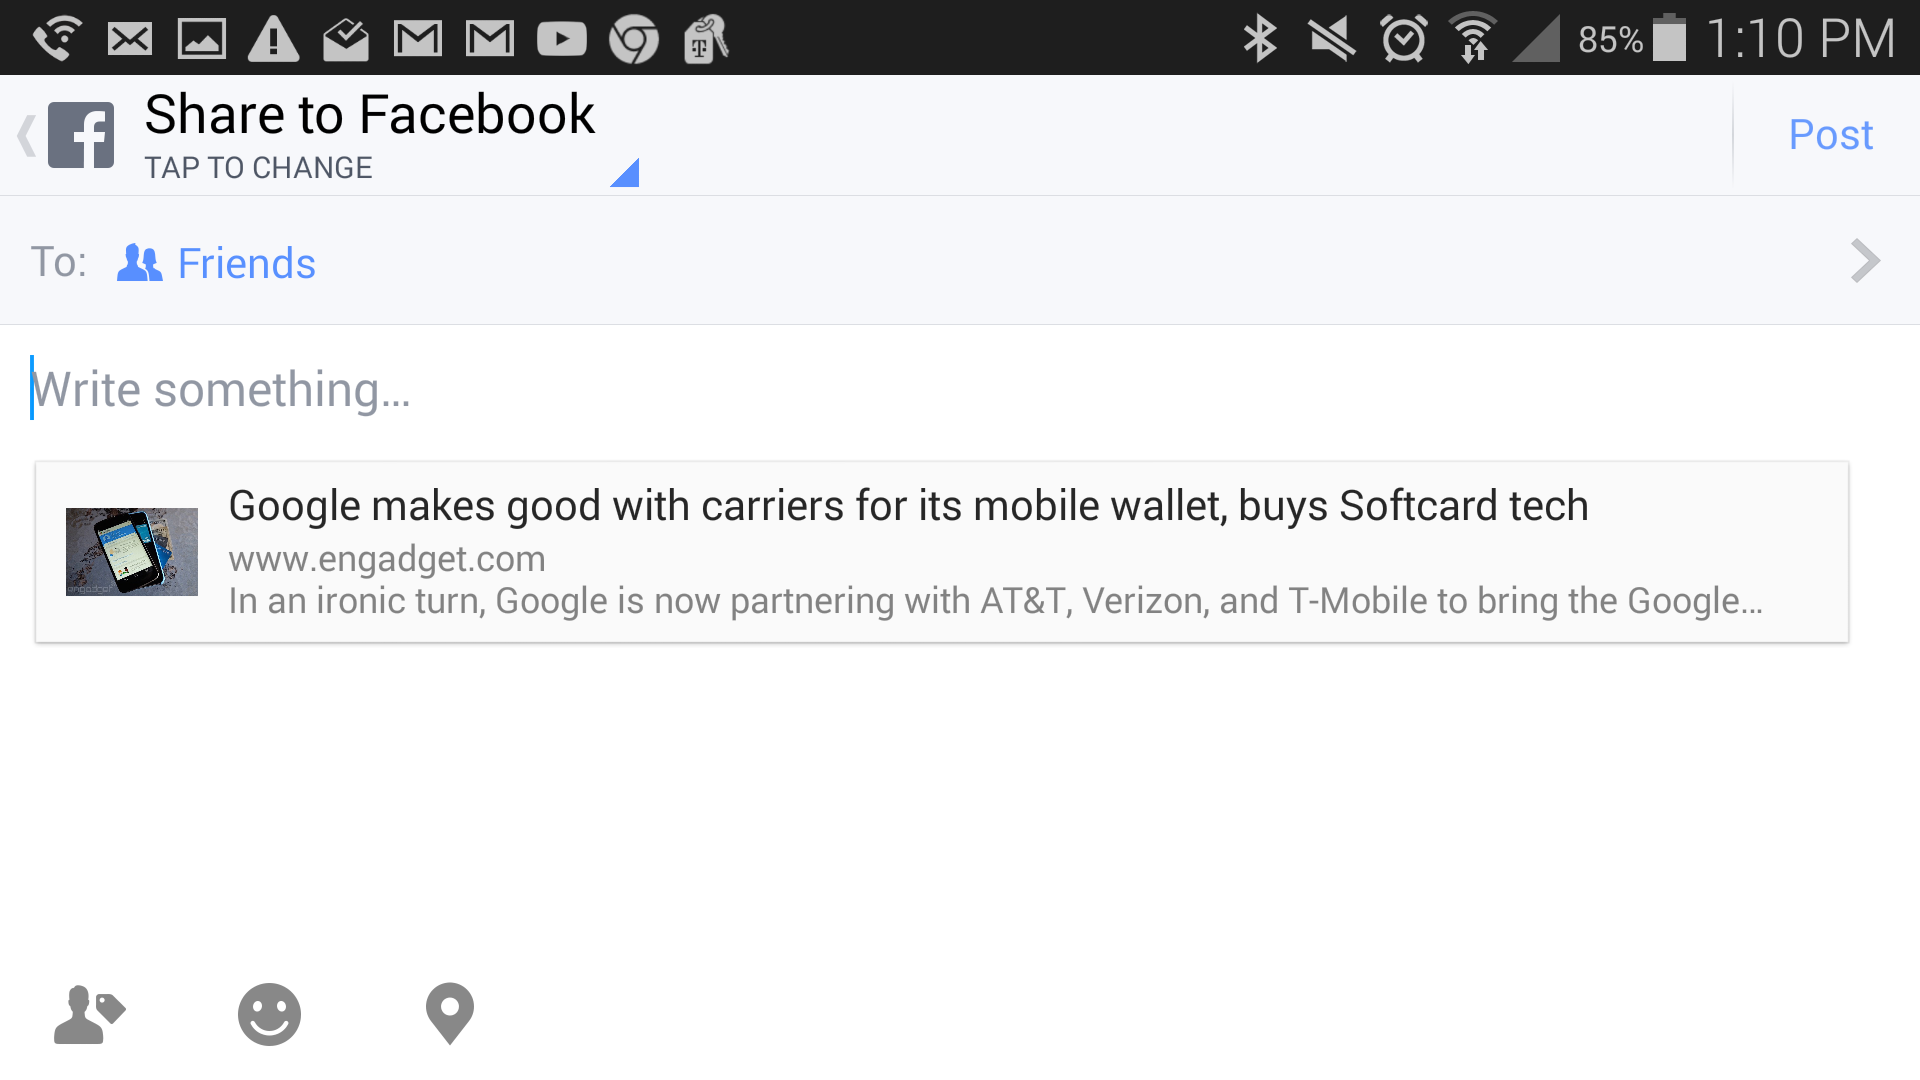 85% 1:10 PM
Share to Facebook
TAP TO CHANGE
Post
To: Friends
Write something...
Google makes good with carriers for its mobile wallet, buys Softcard tech
www.engadget.com
In an ironic turn, Google is now partnering with AT&T, Verizon, and T-Mobile to bring the Google...
engadget